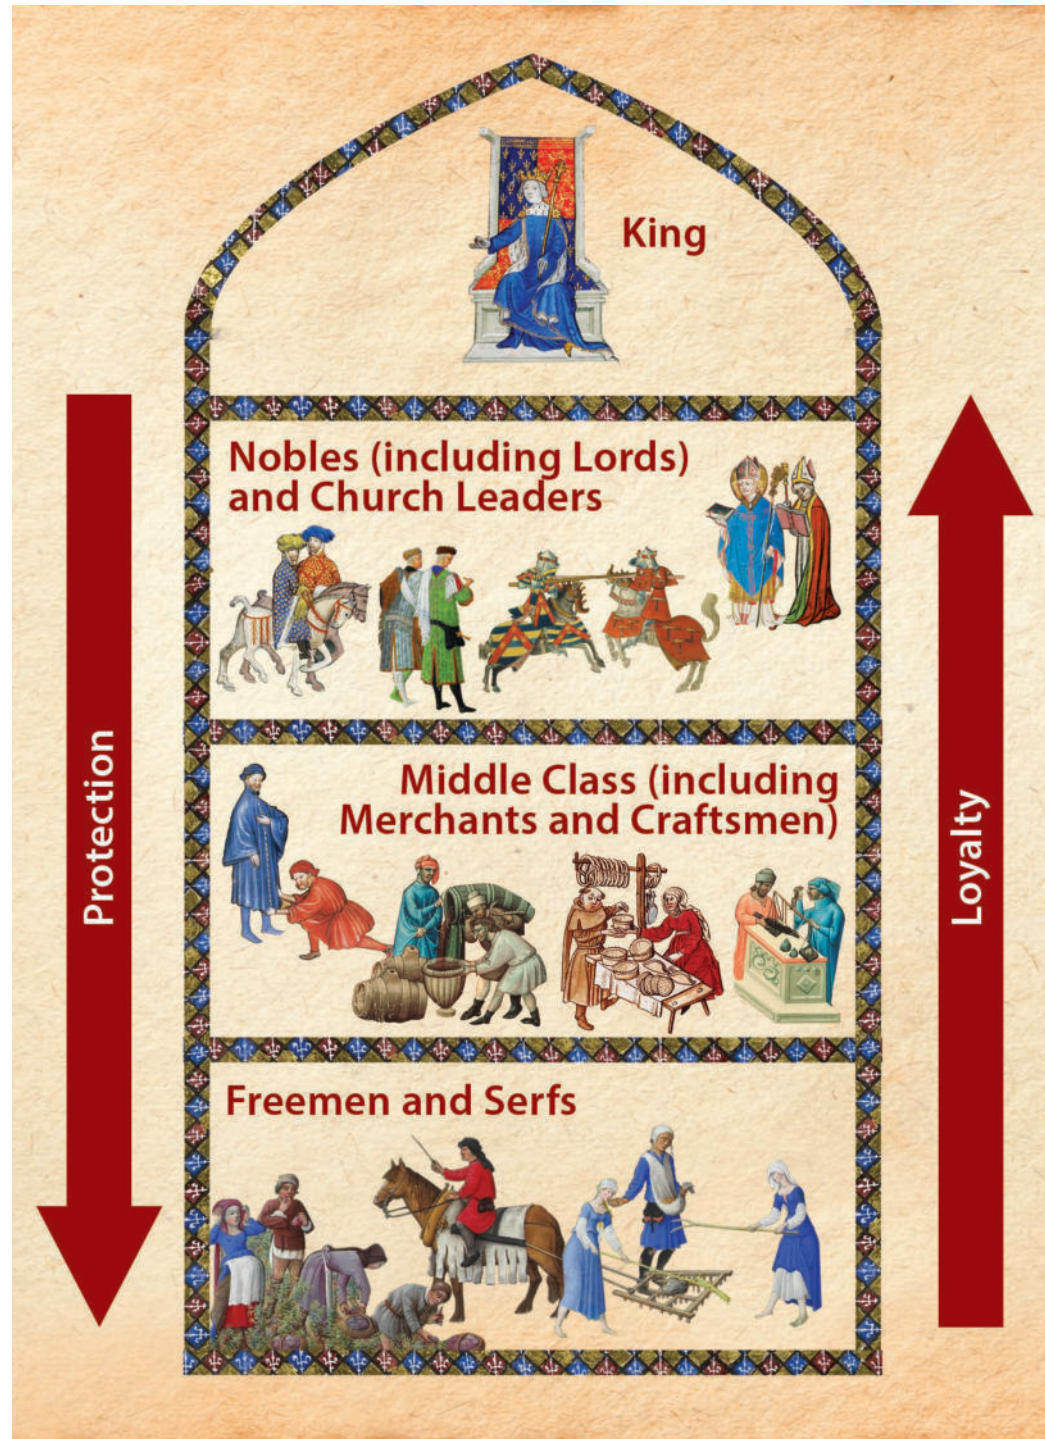 King
Nobles (including Lords)
and Church Leaders
Protection
Middle Class (including
Merchants and Craftsmen)
Loyalty
Freemen and Serfs